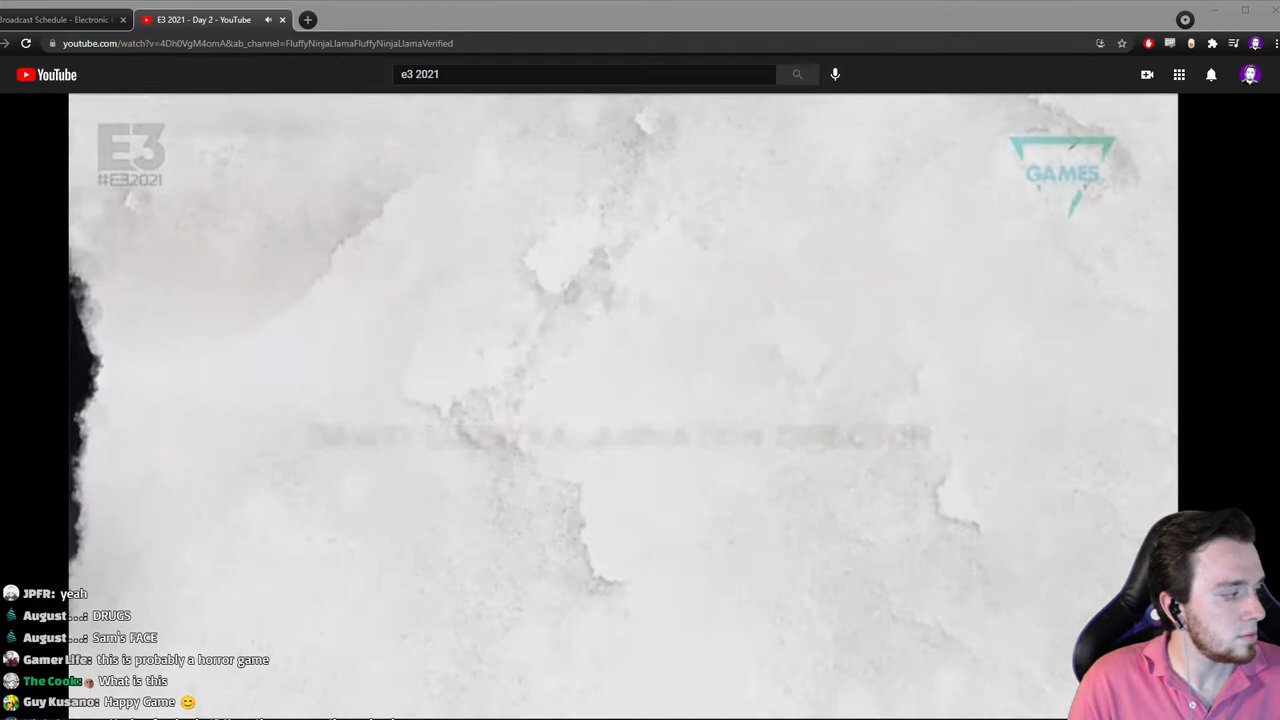 Broadcast Schedule - Electronic
E3 2021 - Day 2 - YouTube
youtube.com/watch?v=4Dh0VgM4omA&ab_channel=FluffyNinjaLlamaFluffyNinjaLlamaVerified
YouTube
e3 2021
E3
#E32021
GAMES
ANIMATION DIRECTOR
JPFR: yeah
August...: DRUGS
August...: Sam's FACE
Gamer Life: this is probably a horror game
The Cook: What is this
Guy Kusano: Happy Game 😊